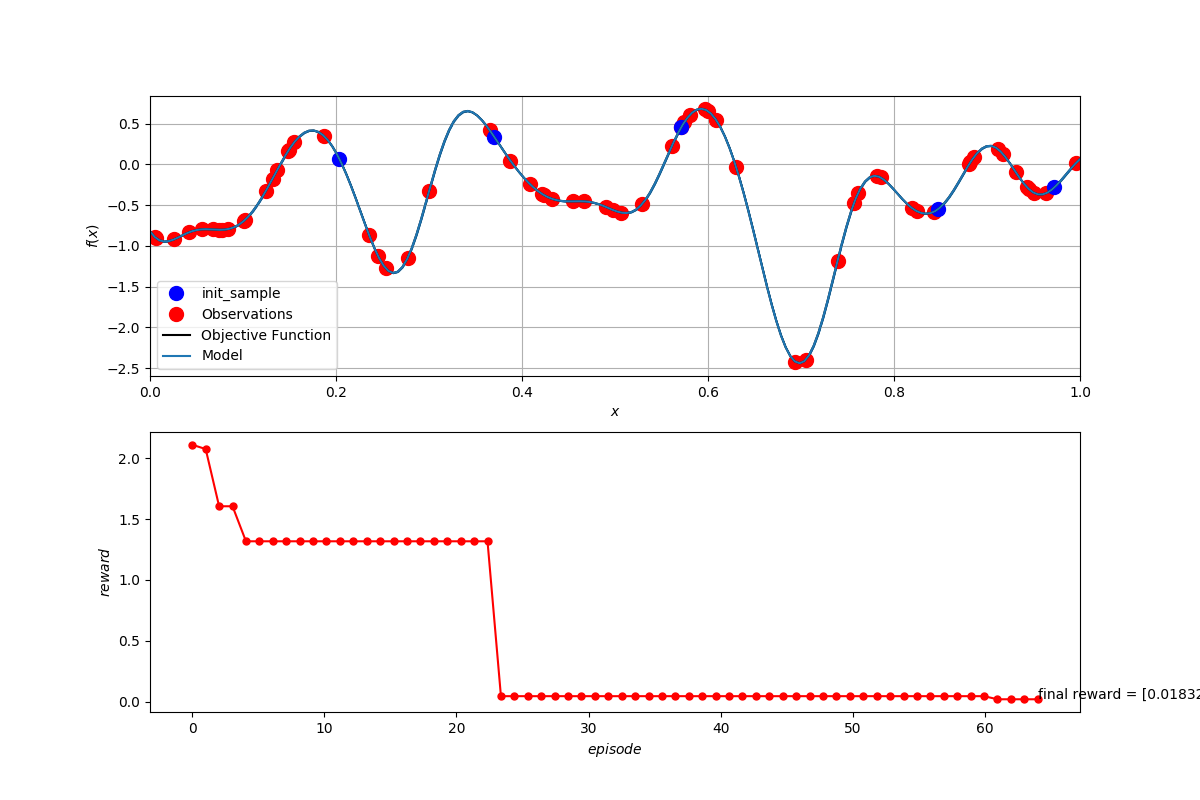 0.5
0.0
−0.5
−1.0
−1.5
−2.0
−2.5
f(x)
init_sample
Observations
Objective Function
Model
0.0 0.2 0.4 0.6 0.8 1.0
x
2.0
1.5
1.0
0.5
0.0
reward
final reward = [0.01832
0 10 20 30 40 50 60
episode